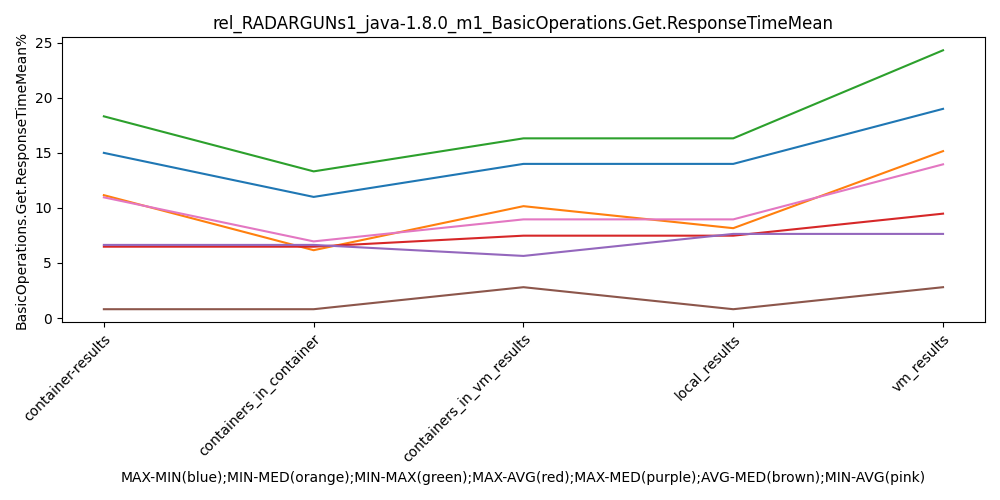 rel_RADARGUNs1_java-1.8.0_m1_BasicOperations.Get.ResponseTimeMean
BasicOperations.Get.ResponseTimeMean%
25
20
15
10
5
0
container-results
containers_in_container
containers_in_vm_results
local_results
vm_results
MAX-MIN(blue);MIN-MED(orange);MIN-MAX(green);MAX-AVG(red);MAX-MED(purple);AVG-MED(brown);MIN-AVG(pink)